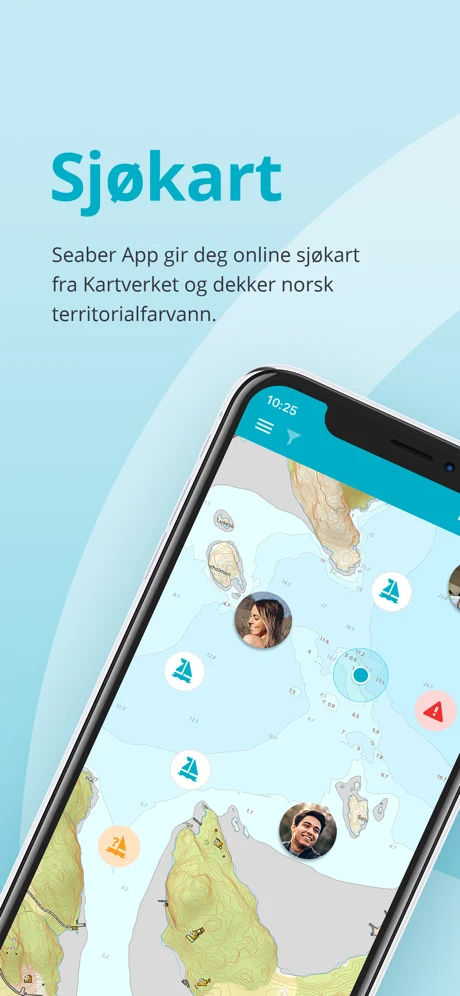 Sjøkart
Seaber App gir deg online sjøkart
fra Kartverket og dekker norsk
territorialfarvann.
10:25